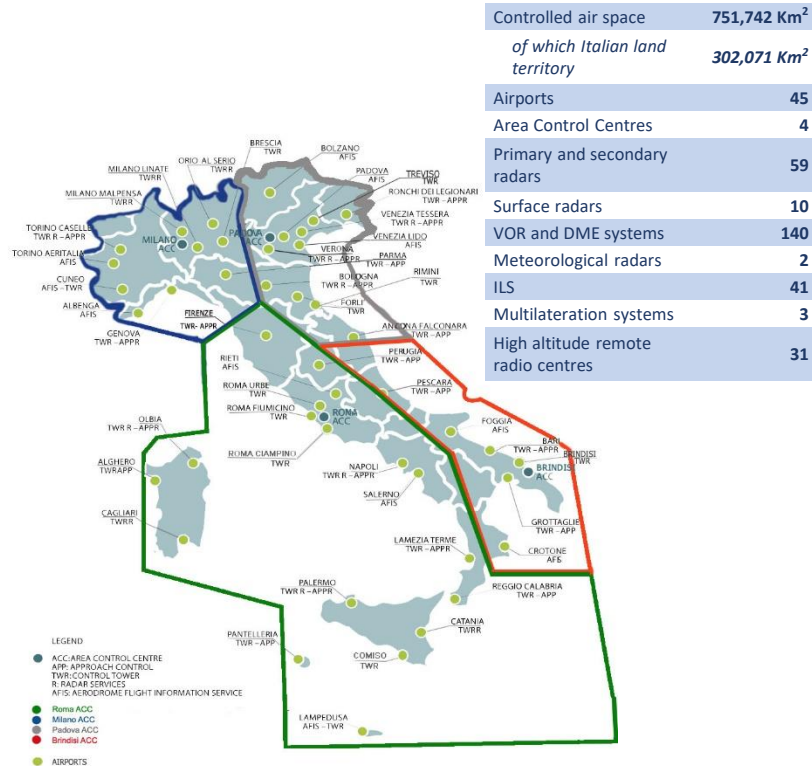 Controlled air space 751,742 Km²
of which Italian land 302,071 Km²
territory
Airports 45
Area Control Centres 4
Primary and secondary 59
radars
Surface radars 10
VOR and DME systems 140
Meteorological radars 2
ILS 41
Multilateration systems 3
High altitude remote 31
radio centres
BRESCIA
TWR
ORIO AL SERIO
TWRR
BOLZANO
AFIS
MILANO LINATE
TWRR
PADOVA
AFIS
TREVISO
TWR
MILANO MALPENSA
TWRR
RONCHI DEI LEGIONARI
TWR - APPR
VENEZIA TESSERA
TWR R - APPR
TORINO CASELLE
TWR R - APPR
MILANO
ACC
PADOVA
ACC
VENEZIA LIDO
AFIS
TORINO AERITALIA
AFIS
VERONA
TWR R - APPR
PARMA
TWR - APP
CUNEO
AFIS - TWR
BOLOGNA
TWR R - APPR
RIMINI
TWR
ALBENGA
AFIS
FORLI
TWR
GENOVA
TWR - APPR
FIRENZE
TWR- APPR
ANCONA FALCONARA
TWR - APP
RIETI
AFIS
PERUGIA
TWR - APP
ROMA URBE
TWR
PESCARA
TWR - APP
ROMA FIUMICINO
TWR
RONA
ACC
OLBIA
TWR R - APPR
FOGGIA
AFIS
ROMA CIAMPINO
TWR
BARI
TWR - APPR
BRINDISI
TWR
ALGHERO
TWRAPP
NAPOLI
TWR R - APPR
BRINDISI
ACC
SALERNO
AFIS
CAGLIARI
TWRR
GROTTAGLIE
TWR - APP
LAMEZIA TERME
TWR - APPR
CROTONE
AFIS
PALERMO
TWR R - APPR
REGGIO CALABRIA
TWR - APP
CATANIA
TWRR
PANTELLERIA
TWR - APP
COMISO
TWR
LAMPEDUSA
AFIS - TWR
LEGEND
ACC: AREA CONTROL CENTRE
APP: APPROACH CONTROL
TWR: CONTROL TOWER
R: RADAR SERVICES
AFIS: AERODROME FLIGHT INFORMATION SERVICE
Roma ACC
Milano ACC
Padova ACC
Brindisi ACC
AIRPORTS